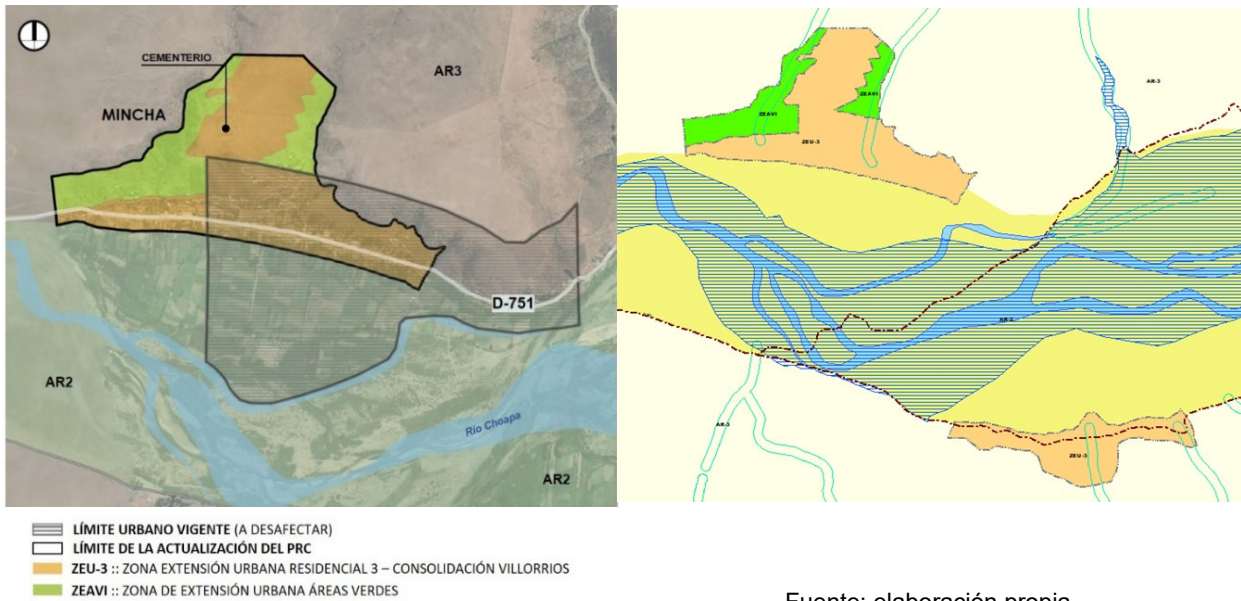 CEMENTERIO
AR3
MINCHA
D-751
AR2
Río Choapa
AR2
AR-3
ZEAVI
ZEAVI
ZEU-3
AR-2
AR-3
ZEU-3
LÍMITE URBANO VIGENTE (A DESAFECTAR)
LÍMITE DE LA ACTUALIZACIÓN DEL PRC
ZEU-3 :: ZONA EXTENSIÓN URBANA RESIDENCIAL 3 – CONSOLIDACIÓN VILLORRIOS
ZEAVI :: ZONA DE EXTENSIÓN URBANA ÁREAS VERDES
Fuente: elaboración propia